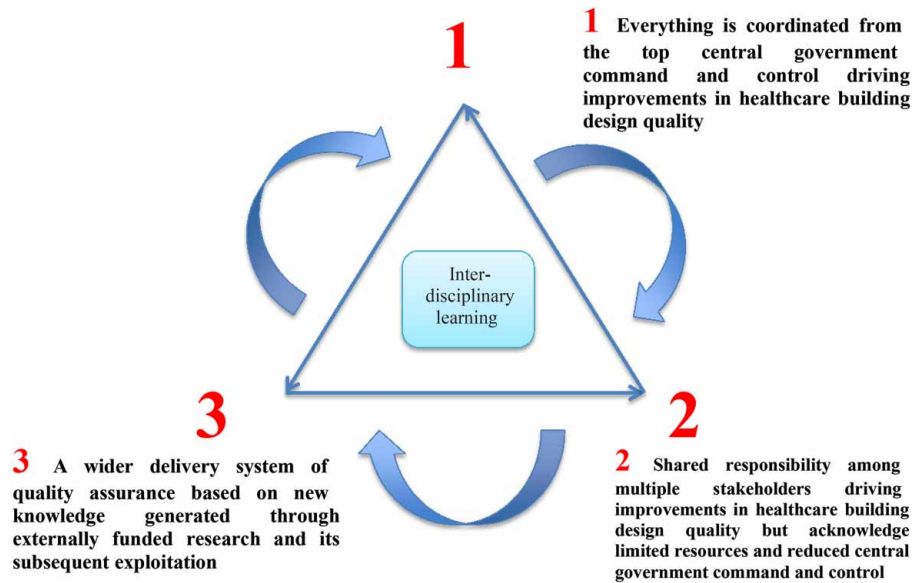 1
1 Everything is coordinated from
the top central government
command and control driving
improvements in healthcare building
design quality
Inter-
disciplinary
learning
3
2
3 A wider delivery system of
quality assurance based on new
knowledge generated through
externally funded research and its
subsequent exploitation
2 Shared responsibility among
multiple stakeholders driving
improvements in healthcare building
design quality but acknowledge
limited resources and reduced central
government command and control